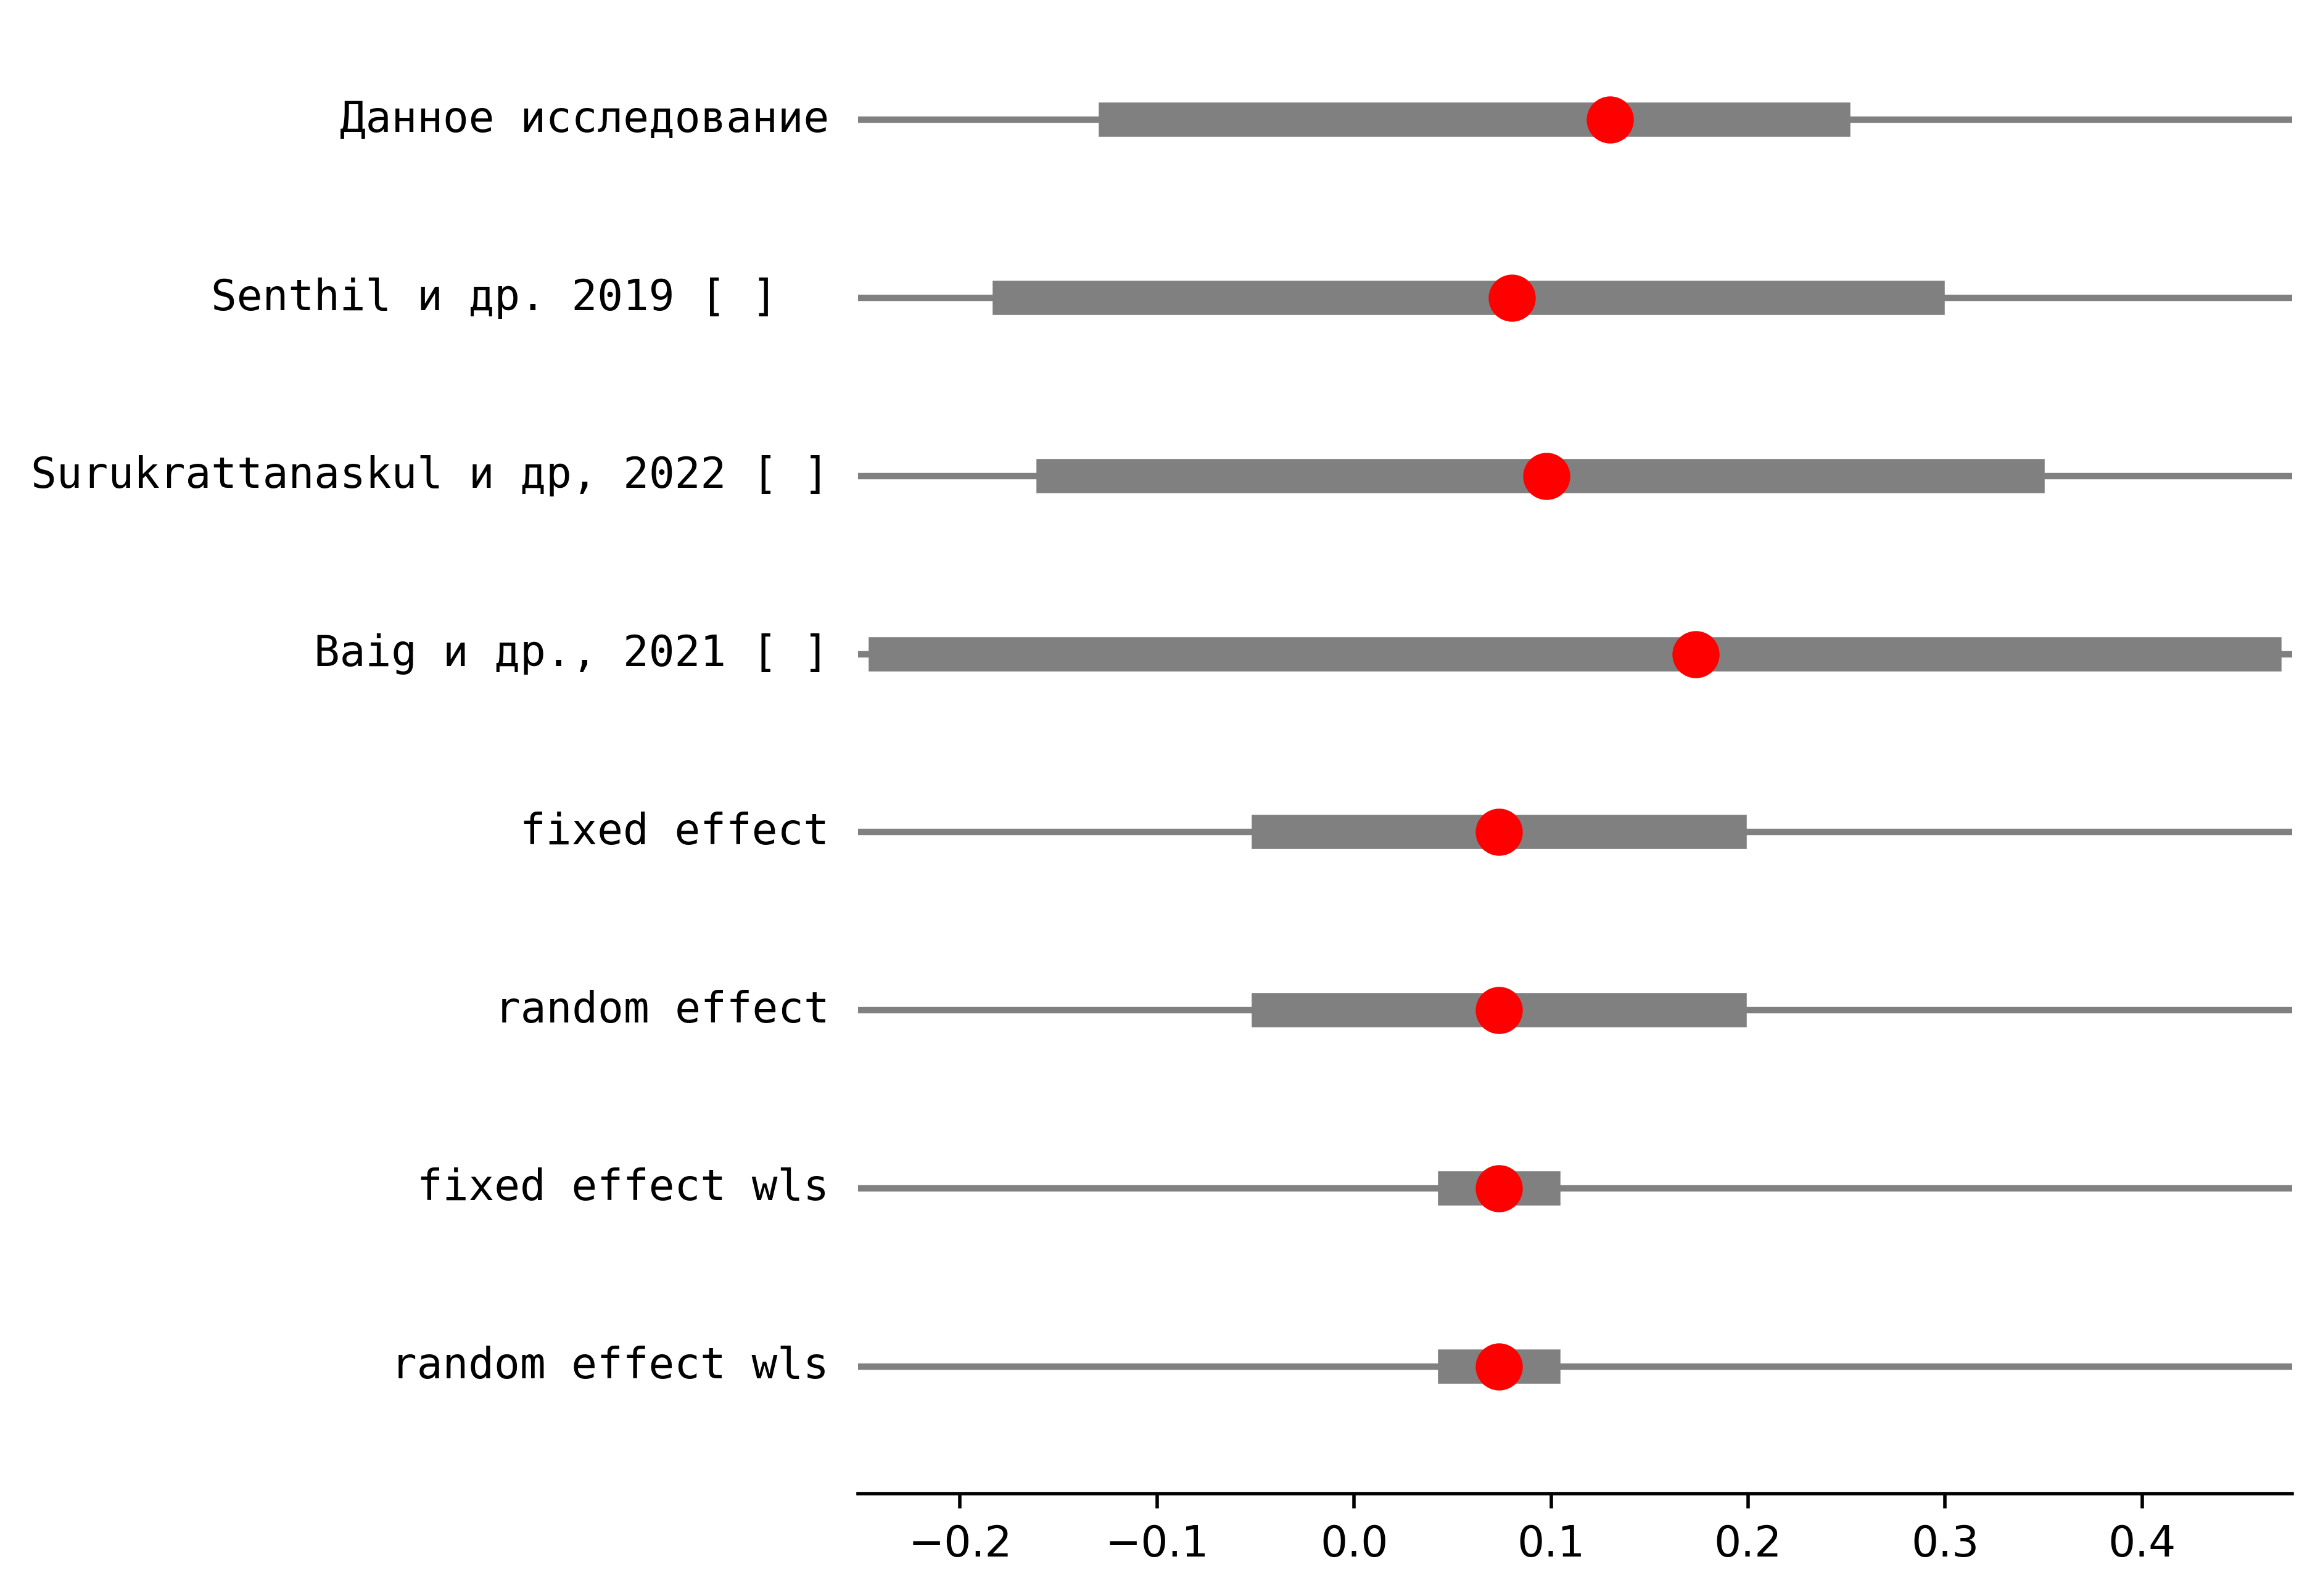 Данное исследование
Senthil и др. 2019 [ ]
Surukrattanaskul и др, 2022 [ ]
Baig и др., 2021 [ ]
fixed effect
random effect
fixed effect wls
random effect wls
−0.2 −0.1 0.0 0.1 0.2 0.3 0.4